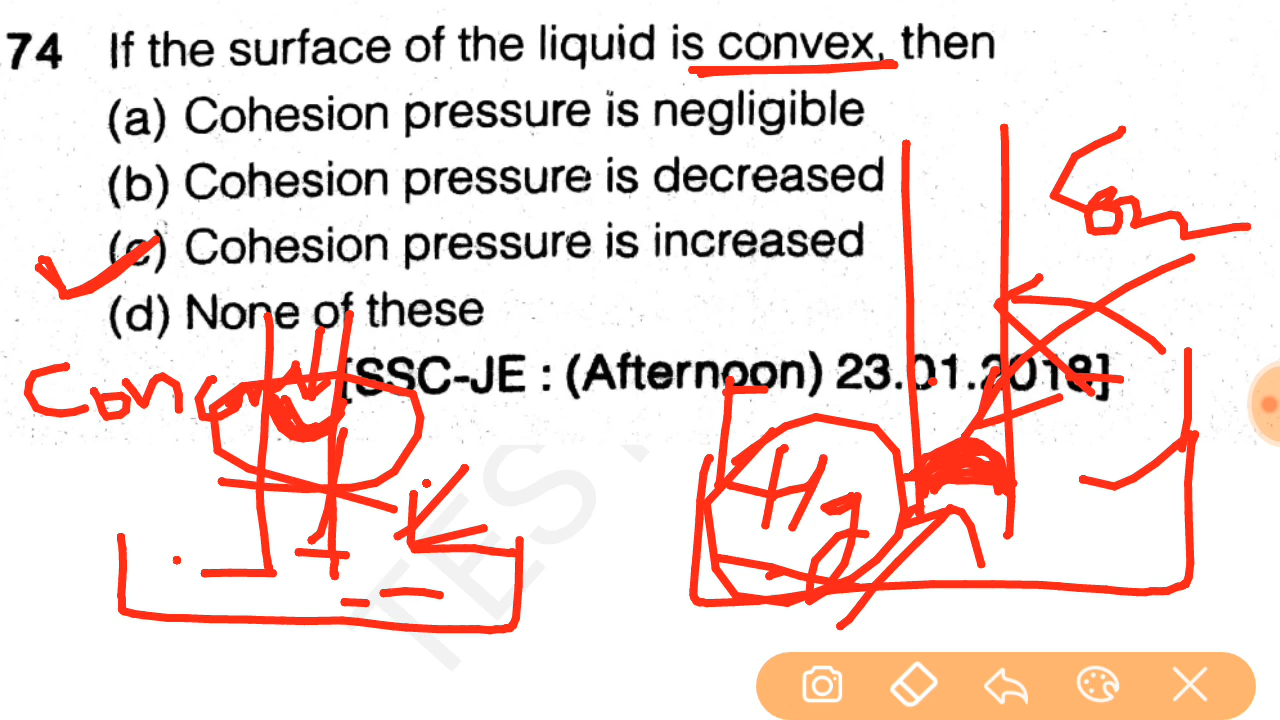 74 If the surface of the liquid is convex, then
(a) Cohesion pressure is negligible
(b) Cohesion pressure is decreased
(c) Cohesion pressure is increased
(d) None of these
[SSC-JE : (Afternoon) 23.01.2018]
Hg
TES